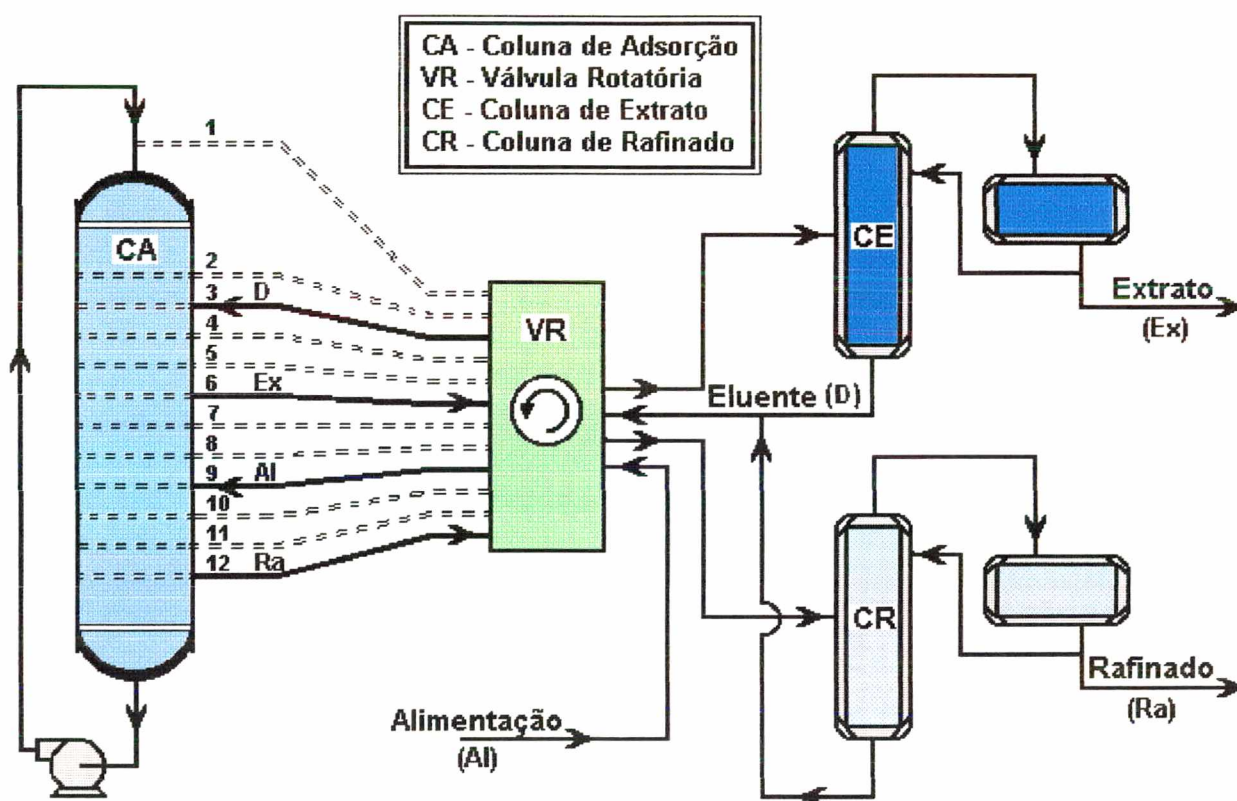 CA - Coluna de Adsorção
VR - Válvula Rotatória
CE - Coluna de Extrato
CR - Coluna de Rafinado
1
CA
2
3 D
4
5
6 Ex
7
8
9 Al
10
11
12 Ra
VR
CE
Extrato
(Ex)
Eluente (D)
CR
Rafinado
(Ra)
Alimentação
(Al)